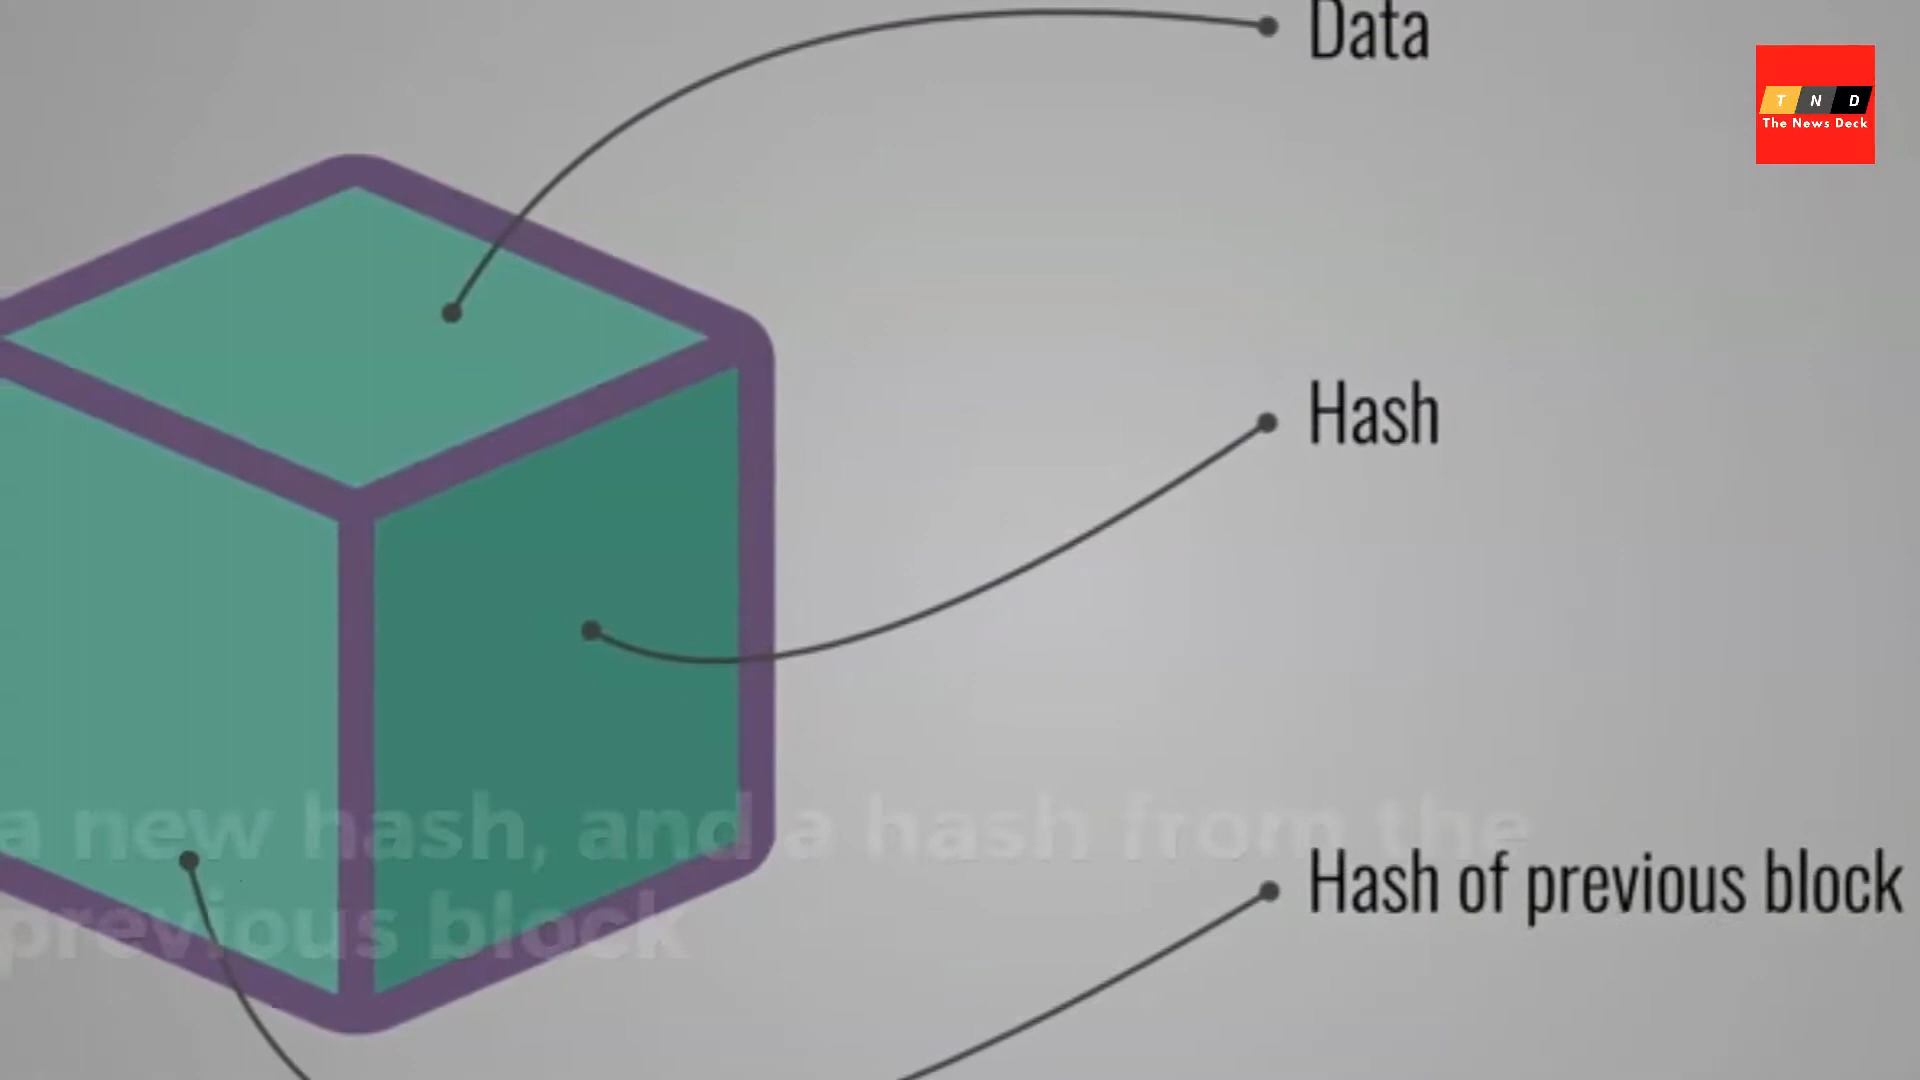 Data
T N D
The News Deck
Hash
a new hash, and a hash from the
previous block
Hash of previous block